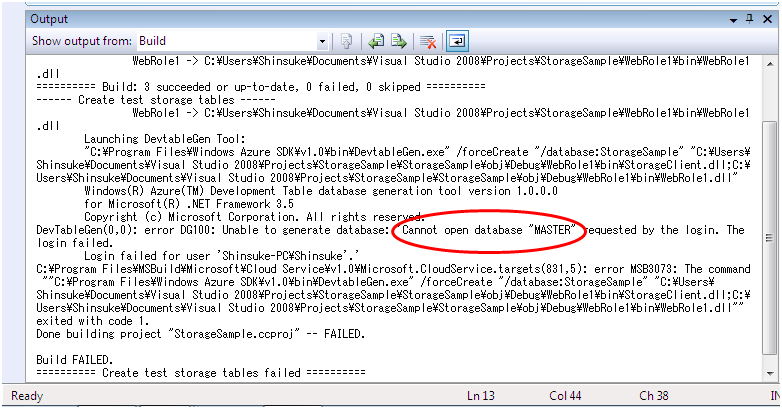 Output
Show output from: Build
WebRole1 -> C:¥Users¥Shinsuke¥Documents¥Visual Studio 2008¥Projects¥StorageSample¥WebRole1¥bin¥WebRole1
.dll
========== Build: 3 succeeded or up-to-date, 0 failed, 0 skipped ==========
------ Create test storage tables ------
WebRole1 -> C:¥Users¥Shinsuke¥Documents¥Visual Studio 2008¥Projects¥StorageSample¥WebRole1¥bin¥WebRole1
.dll
Launching DevtableGen Tool:
"C:¥Program Files¥Windows Azure SDK¥v1.0¥bin¥DevtableGen.exe" /forceCreate "/database:StorageSample" "C:¥Users¥
Shinsuke¥Documents¥Visual Studio 2008¥Projects¥StorageSample¥StorageSample¥obj¥Debug¥WebRole1¥bin¥StorageClient.dll;C:¥
Users¥Shinsuke¥Documents¥Visual Studio 2008¥Projects¥StorageSample¥StorageSample¥obj¥Debug¥WebRole1¥bin¥WebRole1.dll"
Windows(R) Azure(TM) Development Table database generation tool version 1.0.0.0
for Microsoft(R) .NET Framework 3.5
Copyright (c) Microsoft Corporation. All rights reserved.
DevTableGen(0,0): error DG100: Unable to generate database: Cannot open database "MASTER" requested by the login. The
login failed.
Login failed for user 'Shinsuke-PC¥Shinsuke'.'
C:¥Program Files¥MSBuild¥Microsoft¥Cloud Service¥v1.0¥Microsoft.CloudService.targets(831,5): error MSB3073: The command
""C:¥Program Files¥Windows Azure SDK¥v1.0¥bin¥DevtableGen.exe" /forceCreate "/database:StorageSample" "C:¥Users¥
Shinsuke¥Documents¥Visual Studio 2008¥Projects¥StorageSample¥StorageSample¥obj¥Debug¥WebRole1¥bin¥StorageClient.dll;C:¥
Users¥Shinsuke¥Documents¥Visual Studio 2008¥Projects¥StorageSample¥StorageSample¥obj¥Debug¥WebRole1¥bin¥WebRole1.dll""
exited with code 1.
Done building project "StorageSample.ccproj" -- FAILED.
Build FAILED.
========== Create test storage tables failed ==========
Ready Ln 13 Col 44 Ch 38 IN